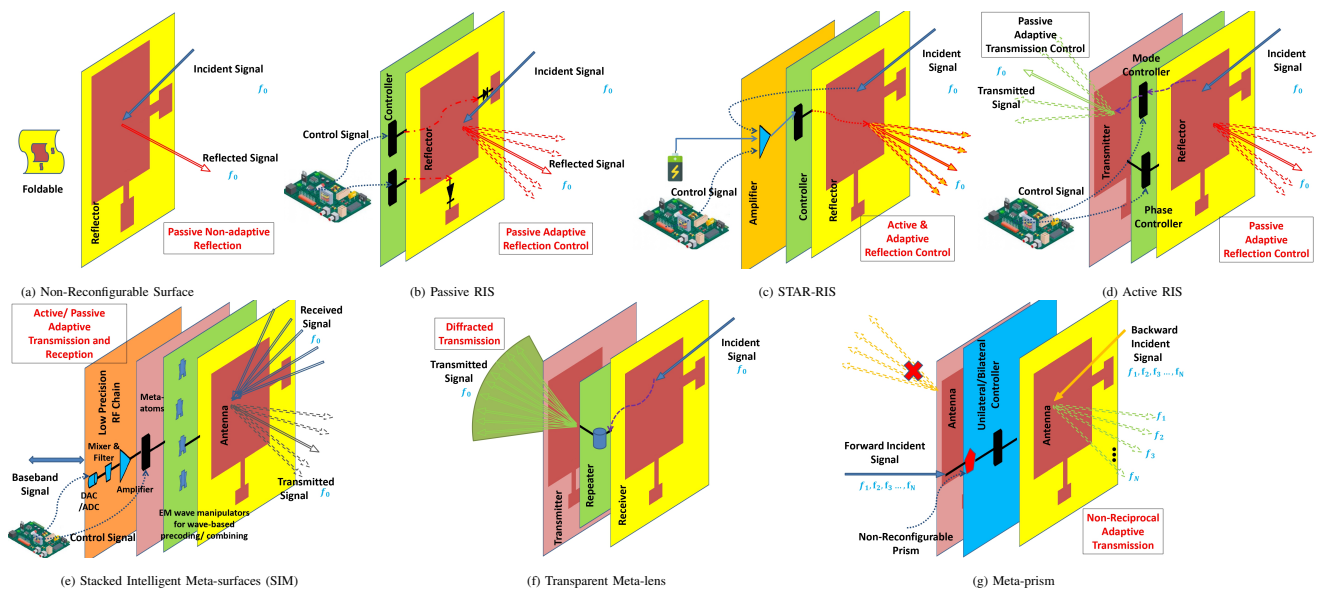 Foldable
Incident Signal
f0
Reflected Signal
f0
Reflector
Passive Non-adaptive
Reflection
(a) Non-Reconfigurable Surface
Controller
Incident Signal
f0
Control Signal
Reflector
Reflected Signal
f0
Passive Adaptive
Reflection Control
(b) Passive RIS
Incident
Signal
f0
Control Signal
Amplifier
Controller
Reflector
f0
Active &
Adaptive
Reflection Control
(c) STAR-RIS
Passive
Adaptive
Transmission Control
f0
Transmitted
Signal
Mode
Controller
Incident
Signal
f0
Transmitter
Reflector
Control Signal
Phase
Controller
f0
Passive
Adaptive
Reflection Control
(d) Active RIS
Active/ Passive
Adaptive
Transmission and
Reception
Received
Signal
f0
Low Precision
RF Chain
Meta-
atoms
Antenna
Mixer &
Filter
Baseband
Signal
DAC
/ADC
Amplifier
Transmitted
Signal
f0
Control Signal
EM wave manipulators
for wave-based
precoding/ combining
(e) Stacked Intelligent Meta-surfaces (SIM)
Diffracted
Transmission
Transmitted
Signal
f0
Incident
Signal
f0
Transmitter
Repeater
Receiver
(f) Transparent Meta-lens
Backward
Incident
Signal
f1, f2, f3 ..., fN
Antenna
Unilateral/Bilateral
Controller
Antenna
f1
f2
f3
fN
Forward Incident
Signal
f1, f2, f3 ..., fN
Non-Reconfigurable
Prism
Non-Reciprocal
Adaptive
Transmission
(g) Meta-prism